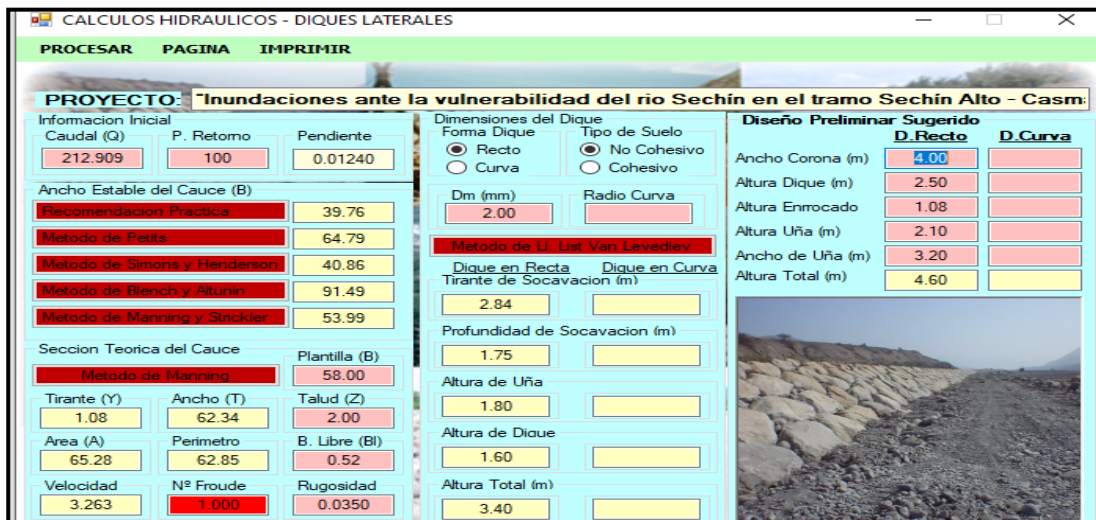 CALCULOS HIDRAULICOS - DIQUES LATERALES
PROCESAR PAGINA IMPRIMIR
PROYECTO: "Inundaciones ante la vulnerabilidad del rio Sechín en el tramo Sechín Alto - Casm
Informacion Inicial
Caudal (Q) P. Retorno Pendiente
212.909 100 0.01240
Ancho Estable del Cauce (B)
Recomendacion Practica 39.76
Metodo de Petits 64.79
Metodo de Simons y Henderson 40.86
Metodo de Blench y Altunin 91.49
Metodo de Manning y Strickler 53.99
Seccion Teorica del Cauce
Plantilla (B)
Metodo de Manning 58.00
Tirante (Y) Ancho (T) Talud (Z)
1.08 62.34 2.00
Area (A) Perimetro B. Libre (Bl)
65.28 62.85 0.52
Velocidad Nº Froude Rugosidad
3.263 1.000 0.0350
Dimensiones del Dique
Forma Dique Tipo de Suelo
Recto No Cohesivo
Curva Cohesivo
Dm (mm) Radio Curva
2.00
Metodo de Ll. List Van Levediev
Dique en Recta Dique en Curva
Tirante de Socavacion (m)
2.84
Profundidad de Socavacion (m)
1.75
Altura de Uña
1.80
Altura de Dique
1.60
Altura Total (m)
3.40
Diseño Preliminar Sugerido
D.Recto D.Curva
Ancho Corona (m) 4.00
Altura Dique (m) 2.50
Altura Enrrocado 1.08
Altura Uña (m) 2.10
Ancho de Uña (m) 3.20
Altura Total (m) 4.60